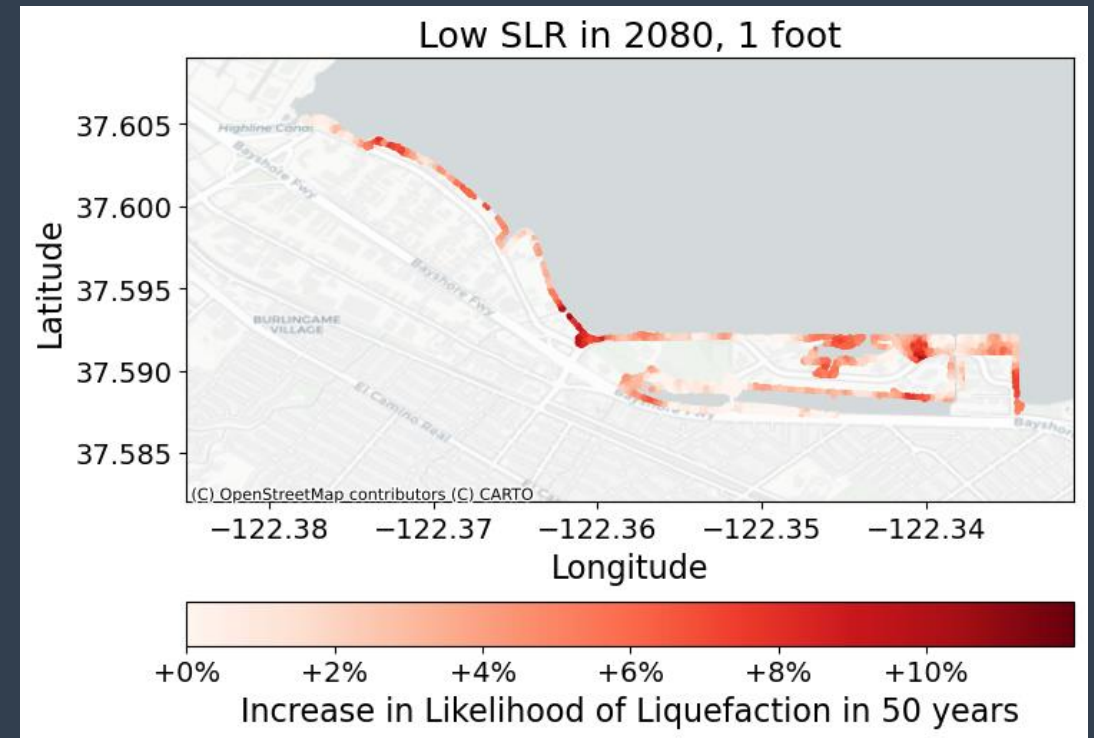 Low SLR in 2080, 1 foot
Latitude
37.605
37.600
37.595
37.590
37.585
Highline Canal
Bayshore Fwy
Bayshore Fwy
BURLINGAME
VILLAGE
El Camino Real
Bayshore Fwy
Bayshor
El Ca
(C) OpenStreetMap contributors (C) CARTO
−122.38 −122.37 −122.36 −122.35 −122.34
Longitude
+0% +2% +4% +6% +8% +10%
Increase in Likelihood of Liquefaction in 50 years